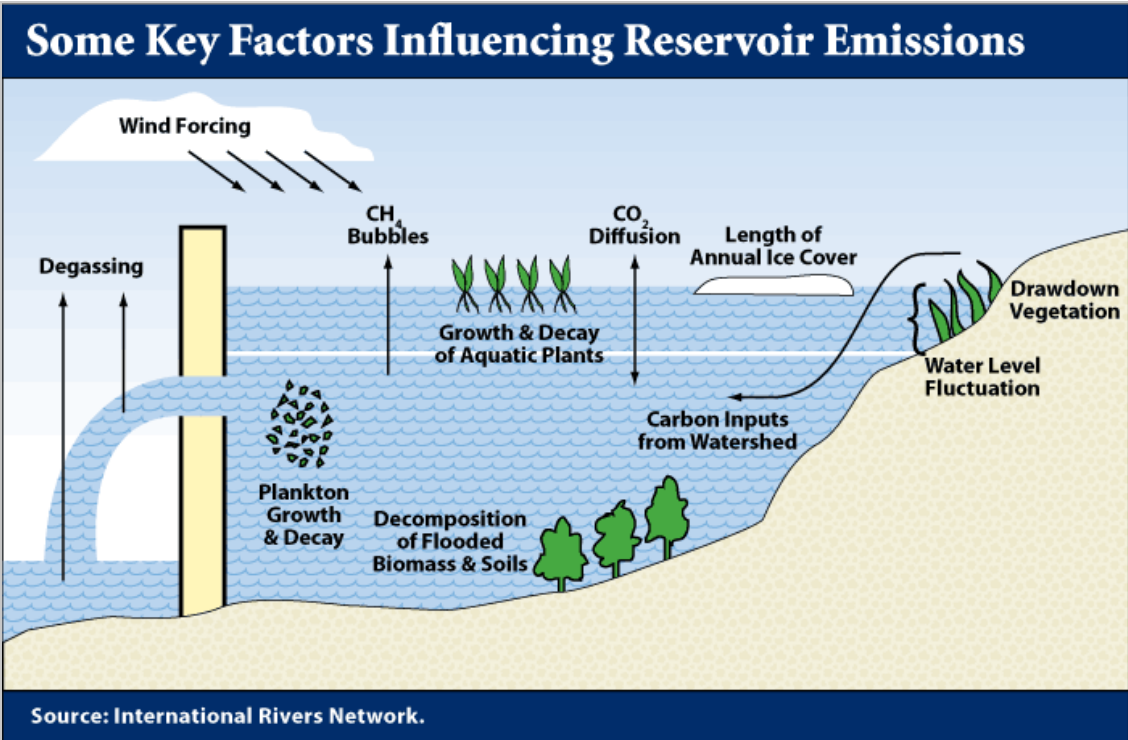 Some Key Factors Influencing Reservoir Emissions
Wind Forcing
CH4
Bubbles
CO2
Diffusion
Length of
Annual Ice Cover
Degassing
Drawdown
Vegetation
Growth & Decay
of Aquatic Plants
Water Level
Fluctuation
Carbon Inputs
from Watershed
Plankton
Growth
& Decay
Decomposition
of Flooded
Biomass & Soils
Source: International Rivers Network.